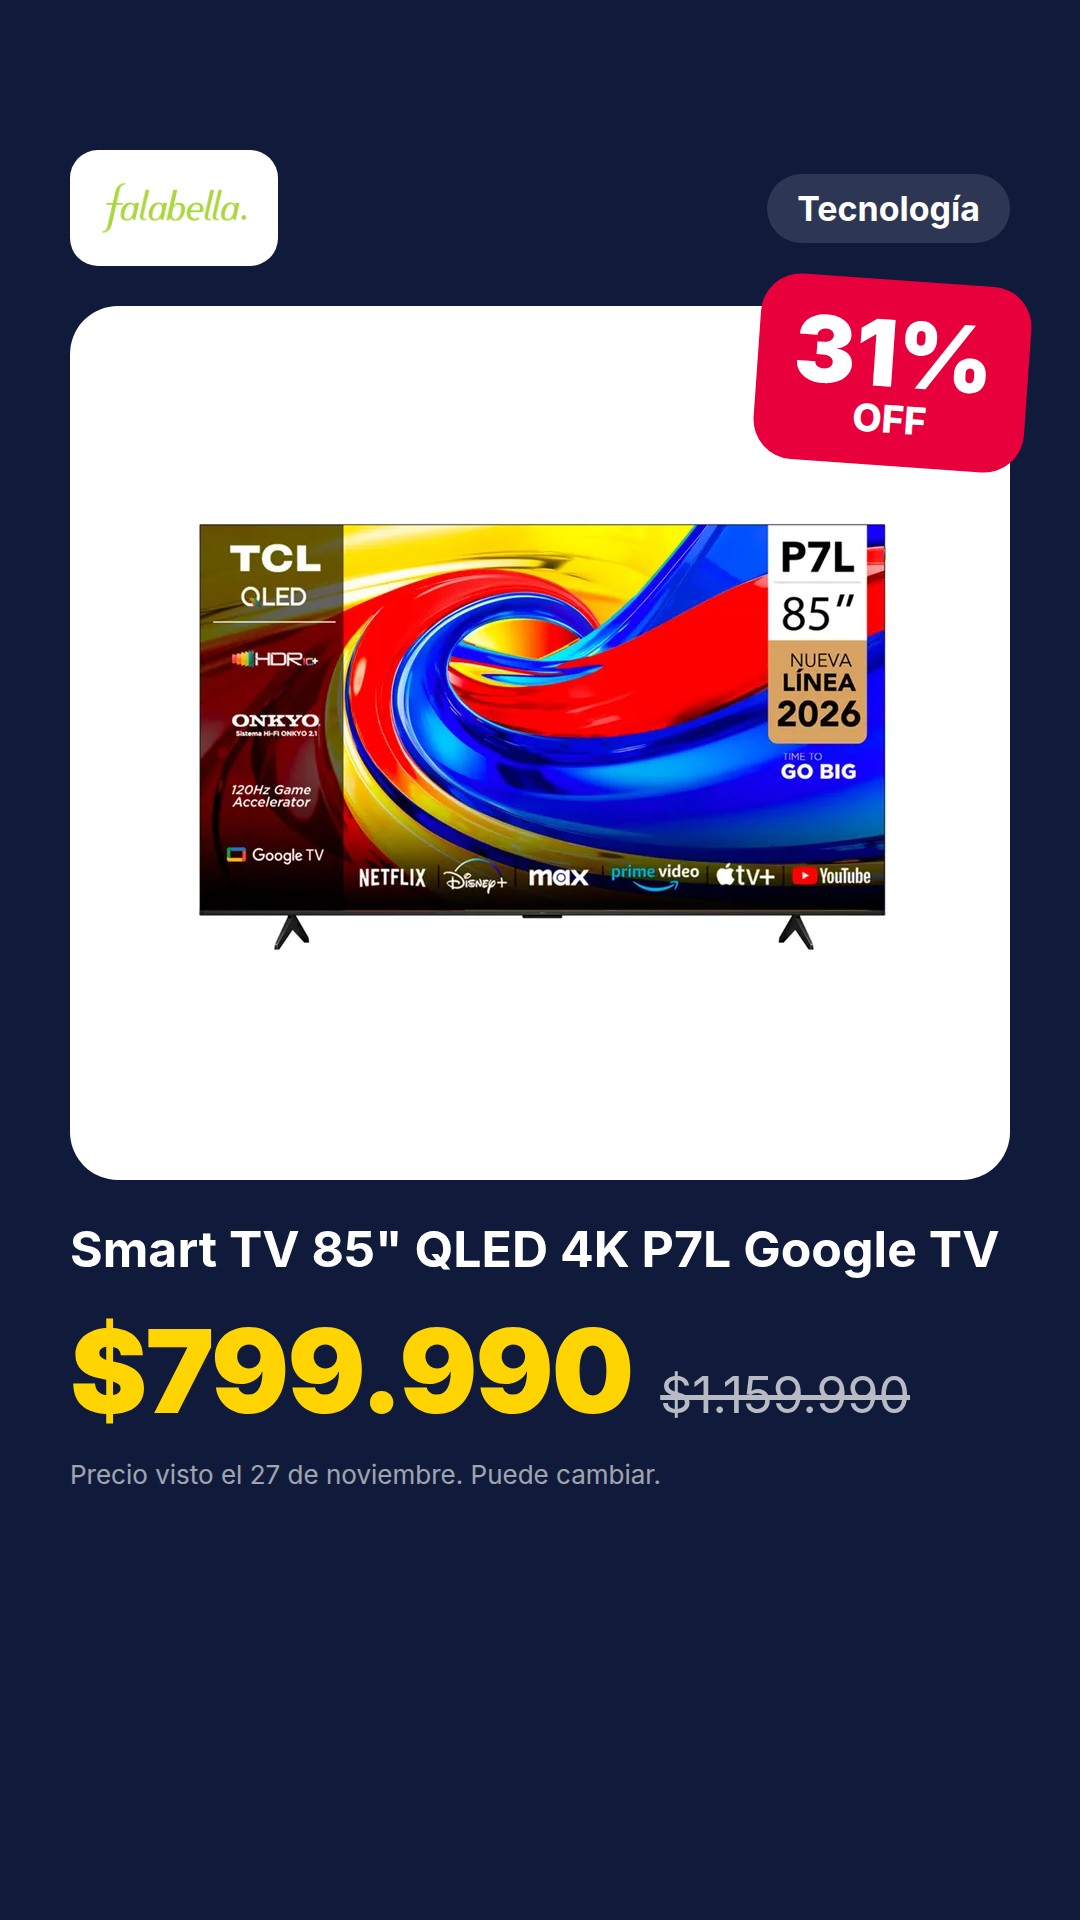 falabella.
Tecnología
31%
OFF
TCL
QLED
HDR10+
ONKYO
Sistema Hi-Fi ONKYO 2.1
120Hz Game
Accelerator
Google TV
P7L
85”
NUEVA
LÍNEA
2026
TIME TO
GO BIG
NETFLIX
Disney+
max
prime video
tv+
YouTube
Smart TV 85" QLED 4K P7L Google TV
$799.990 $1.159.990
Precio visto el 27 de noviembre. Puede cambiar.